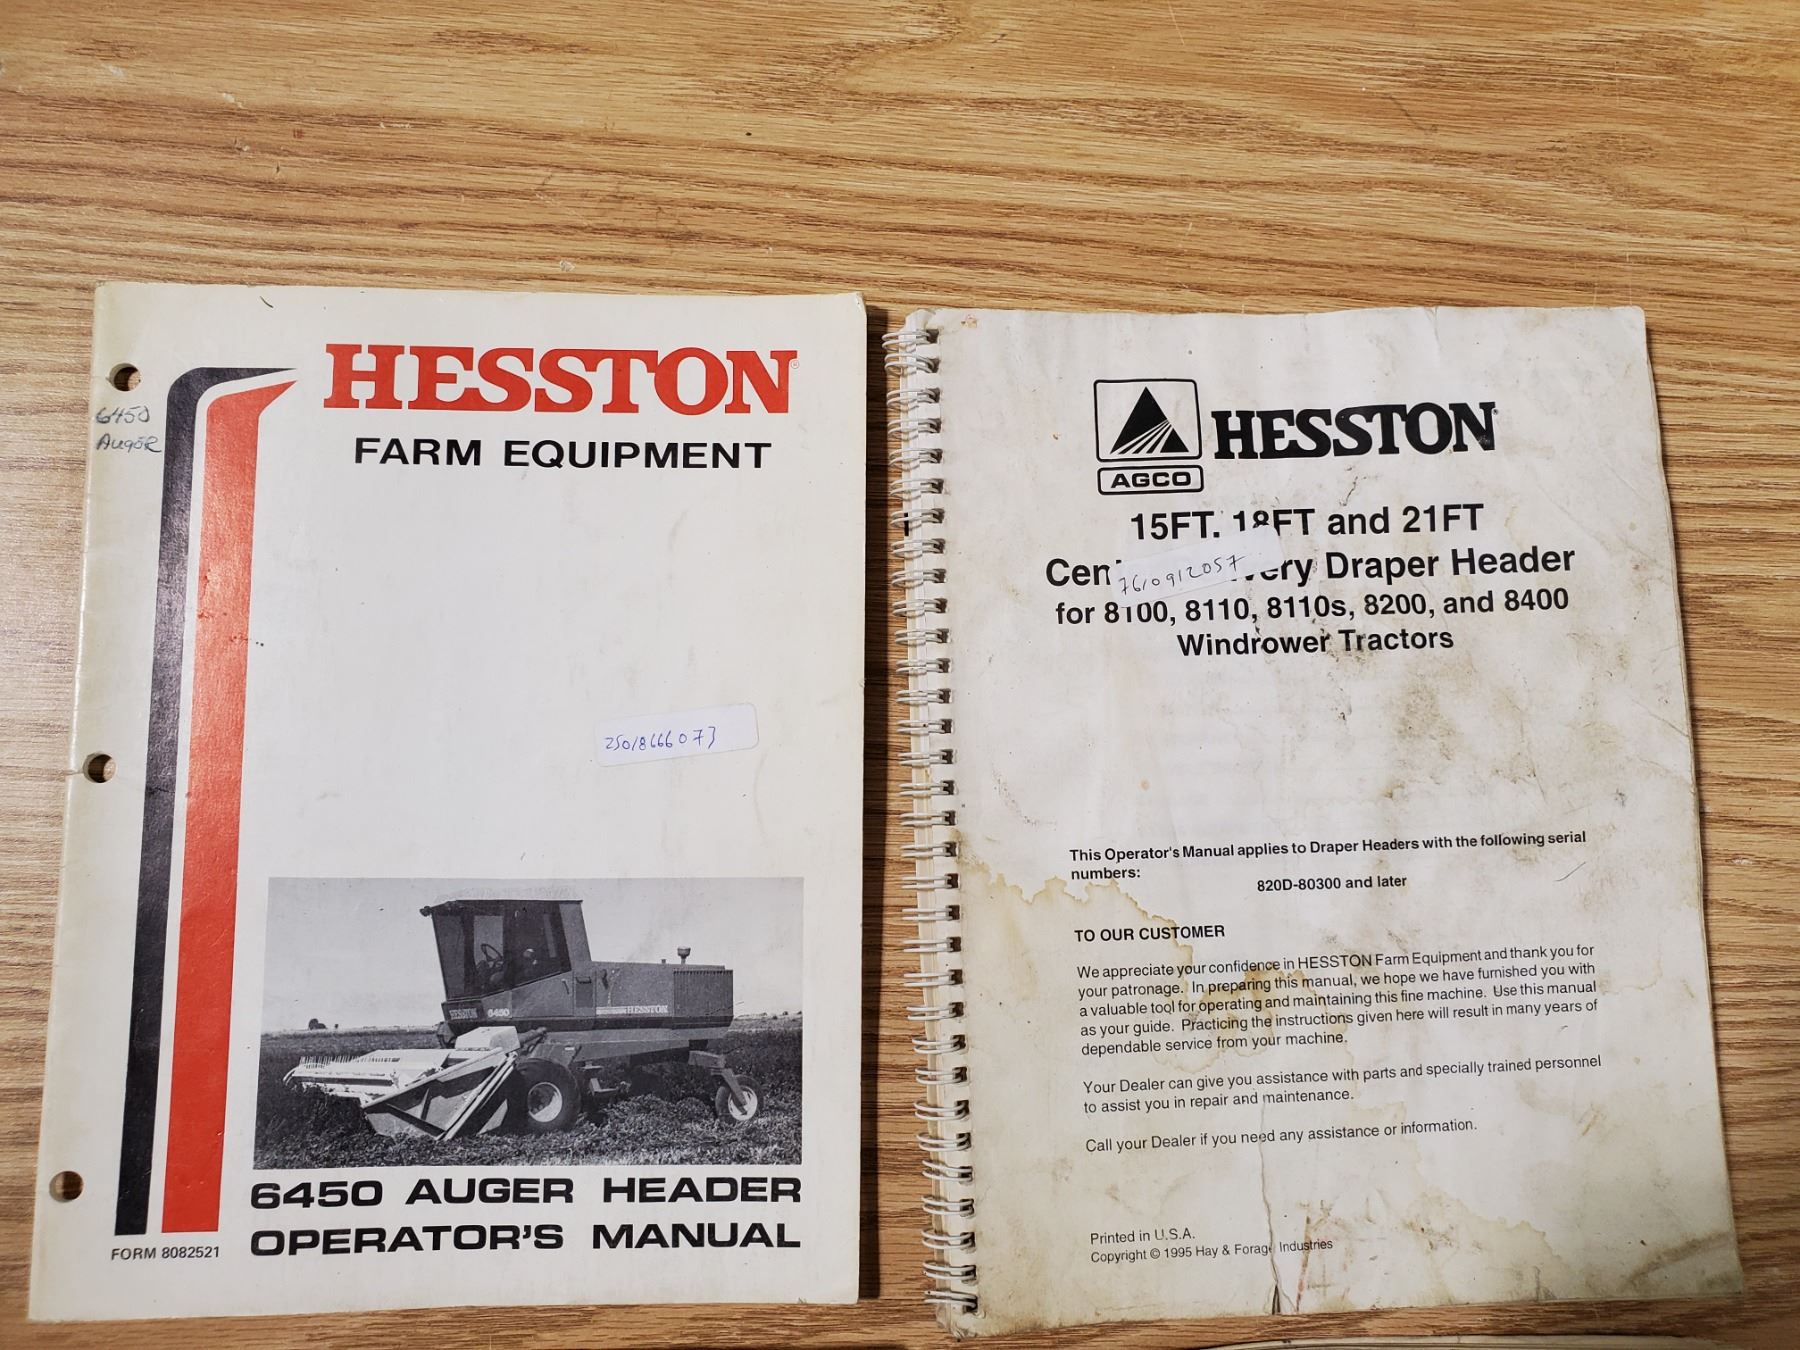 HESSTON
FARM EQUIPMENT
6450
Auger
25018666073
HESSTON 6450 HESSTON
6450 AUGER HEADER
OPERATOR'S MANUAL
FORM 8082521
AGCO
HESSTON
15FT. 18FT and 21FT
Draper Header
7610912057
for 8100, 8110, 8110s, 8200, and 8400
Windrower Tractors
This Operator's Manual applies to Draper Headers with the following serial
numbers:
820D-80300 and later
TO OUR CUSTOMER
We appreciate your confidence in HESSTON Farm Equipment and thank you for
your patronage. In preparing this manual, we hope we have furnished you with
a valuable tool for operating and maintaining this fine machine. Use this manual
as your guide. Practicing the instructions given here will result in many years of
dependable service from your machine.
Your Dealer can give you assistance with parts and specially trained personnel
to assist you in repair and maintenance.
Call your Dealer if you need any assistance or information.
Printed in U.S.A.
Copyright © 1995 Hay & Forage Industries